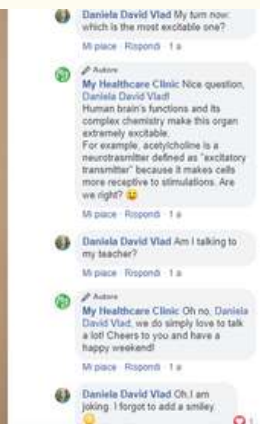 Daniela David Vlad My turn now:
which is the most excitable one?
Mi piace Rispondi 1 a
Autore
My Healthcare Clinic Nice question,
Daniela David Vlad!
Human brain's functions and its
complex chemistry make this organ
extremely excitable.
For example, acetylcholine is a
neurotrasmitter defined as "excitatory
transmitter" because it makes cells
more receptive to stimulations. Are
we right? 😉
Mi piace Rispondi 1 a
Daniela David Vlad Am I talking to
my teacher?
Mi piace Rispondi 1 a
Autore
My Healthcare Clinic Oh no, Daniela
David Vlad, we do simply love to talk
a lot! Cheers to you and have a
happy weekend!
Mi piace Rispondi 1 a
Daniela David Vlad Oh,I am
joking. I forgot to add a smiley
1